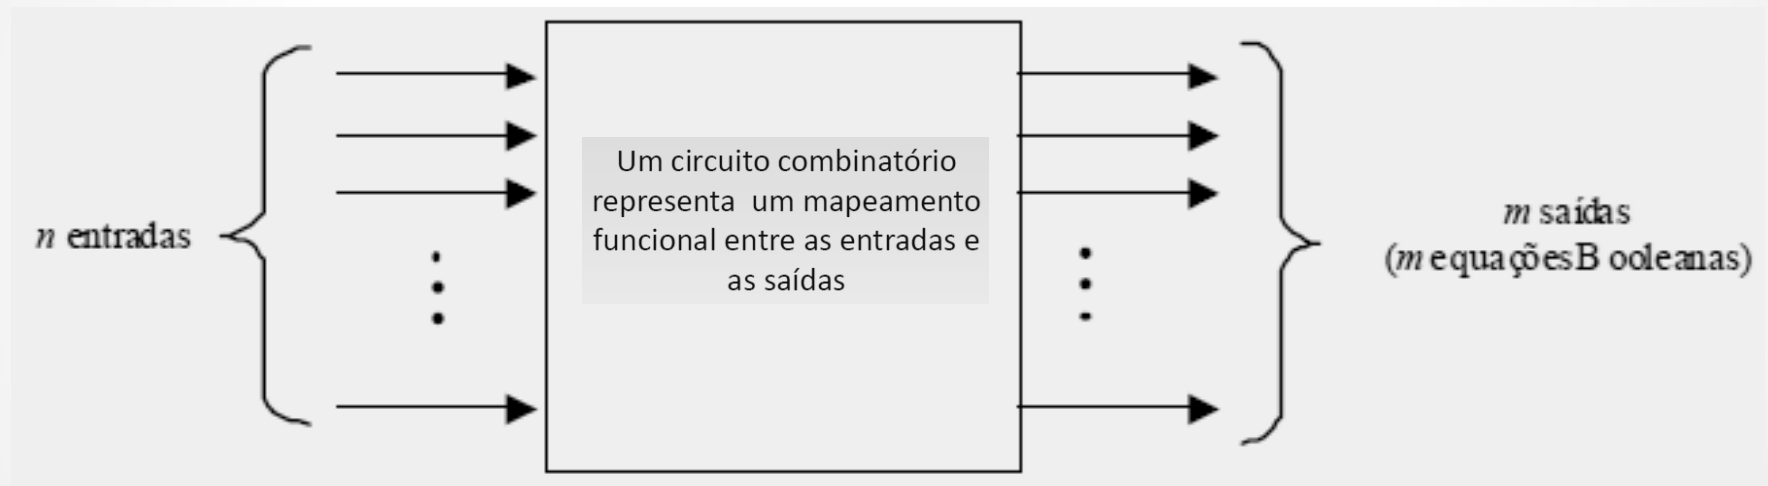 n entradas
Um circuito combinatório
representa um mapeamento
funcional entre as entradas e
as saídas
m saídas
(m equações Booleanas)